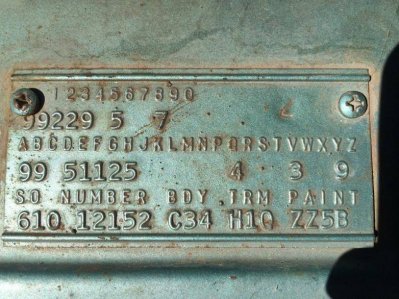 1234567890
99229 5 7
ABCDEFGHJKLMNPQRSTVWXYZ
99 51125 4 3 9
SO NUMBER BDY TRM PAINT
610 12152 C34 H1Q ZZ5B